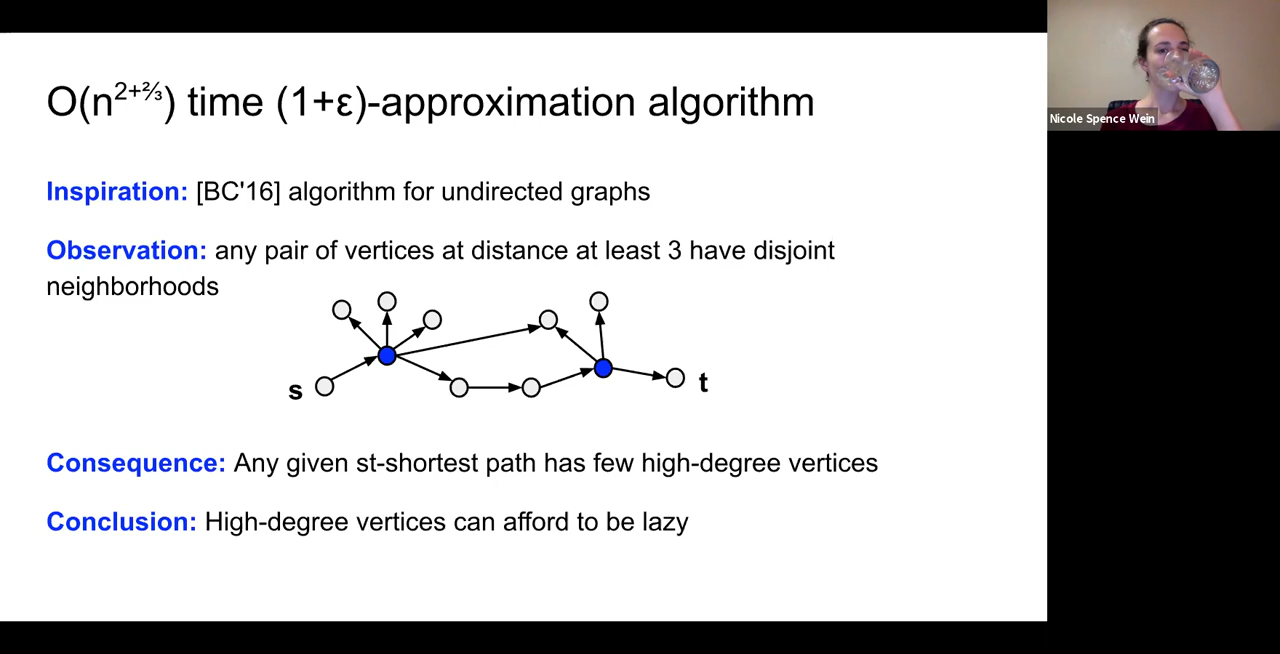 O(n²⁺⅔) time (1+ε)-approximation algorithm
Nicole Spence Wein
Inspiration: [BC'16] algorithm for undirected graphs
Observation: any pair of vertices at distance at least 3 have disjoint
neighborhoods
s
t
Consequence: Any given st-shortest path has few high-degree vertices
Conclusion: High-degree vertices can afford to be lazy